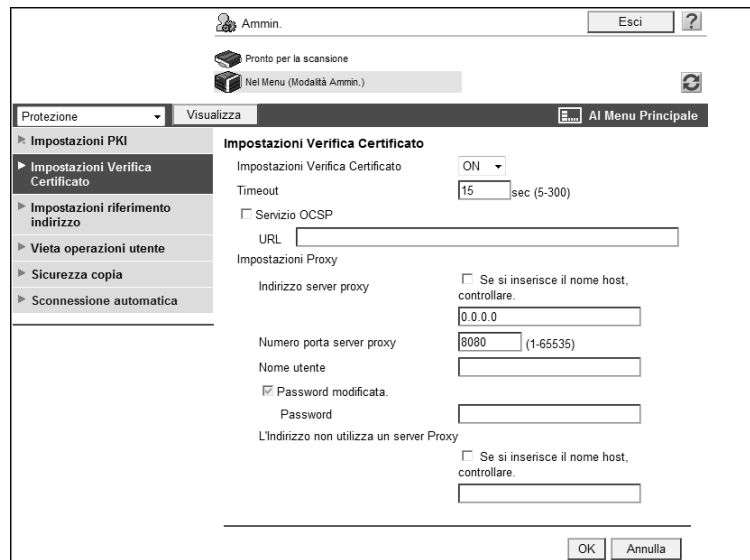 Ammin.
Esci
?
Pronto per la scansione
Nel Menu (Modalità Ammin.)
Protezione
Visualizza
Al Menu Principale
Impostazioni PKI
Impostazioni Verifica
Certificato
Impostazioni riferimento
indirizzo
Vieta operazioni utente
Sicurezza copia
Sconnessione automatica
Impostazioni Verifica Certificato
Impostazioni Verifica Certificato
ON
Timeout
15
sec (5-300)
Servizio OCSP
URL
Impostazioni Proxy
Indirizzo server proxy
Se si inserisce il nome host,
controllare.
0.0.0.0
Numero porta server proxy
8080
(1-65535)
Nome utente
Password modificata.
Password
L'Indirizzo non utilizza un server Proxy
Se si inserisce il nome host,
controllare.
OK
Annulla